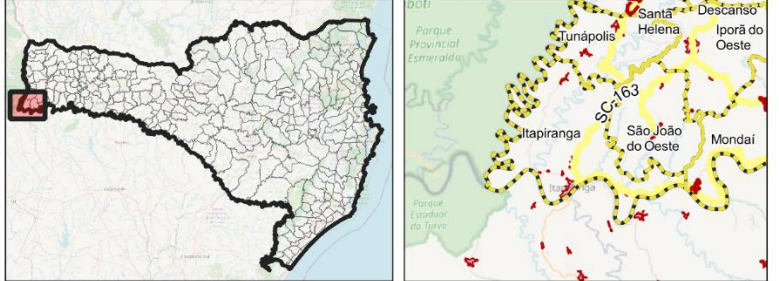 Parque
Provincial
Esmeralda
Tunápolis
Santa
Helena
Descanso
Iporã do
Oeste
SC-163
Itapiranga
São João
do Oeste
Mondaí
Parque
Estadual
do Turvo